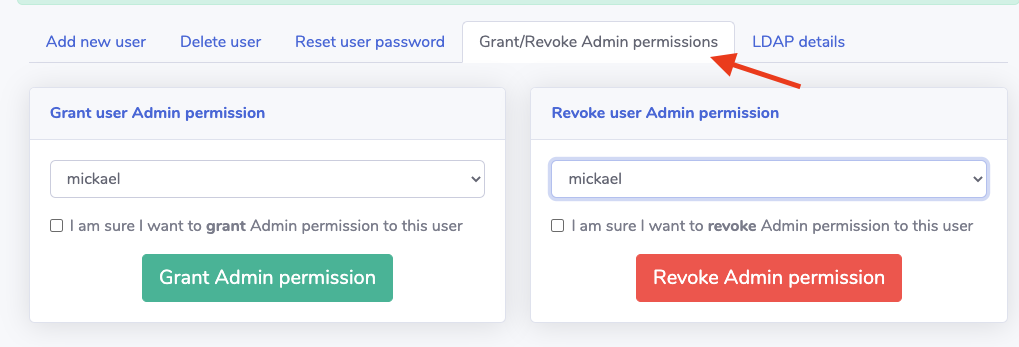 Add new user Delete user Reset user password Grant/Revoke Admin permissions LDAP details
Grant user Admin permission
mickael
I am sure I want to grant Admin permission to this user
Grant Admin permission
Revoke user Admin permission
mickael
I am sure I want to revoke Admin permission to this user
Revoke Admin permission